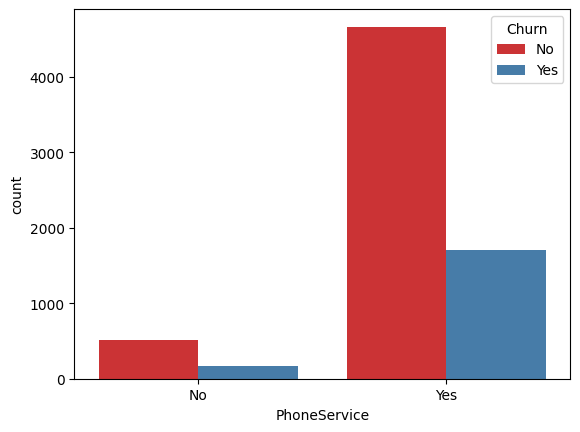 Churn
No
Yes
4000
3000
2000
1000
0
count
No
Yes
PhoneService